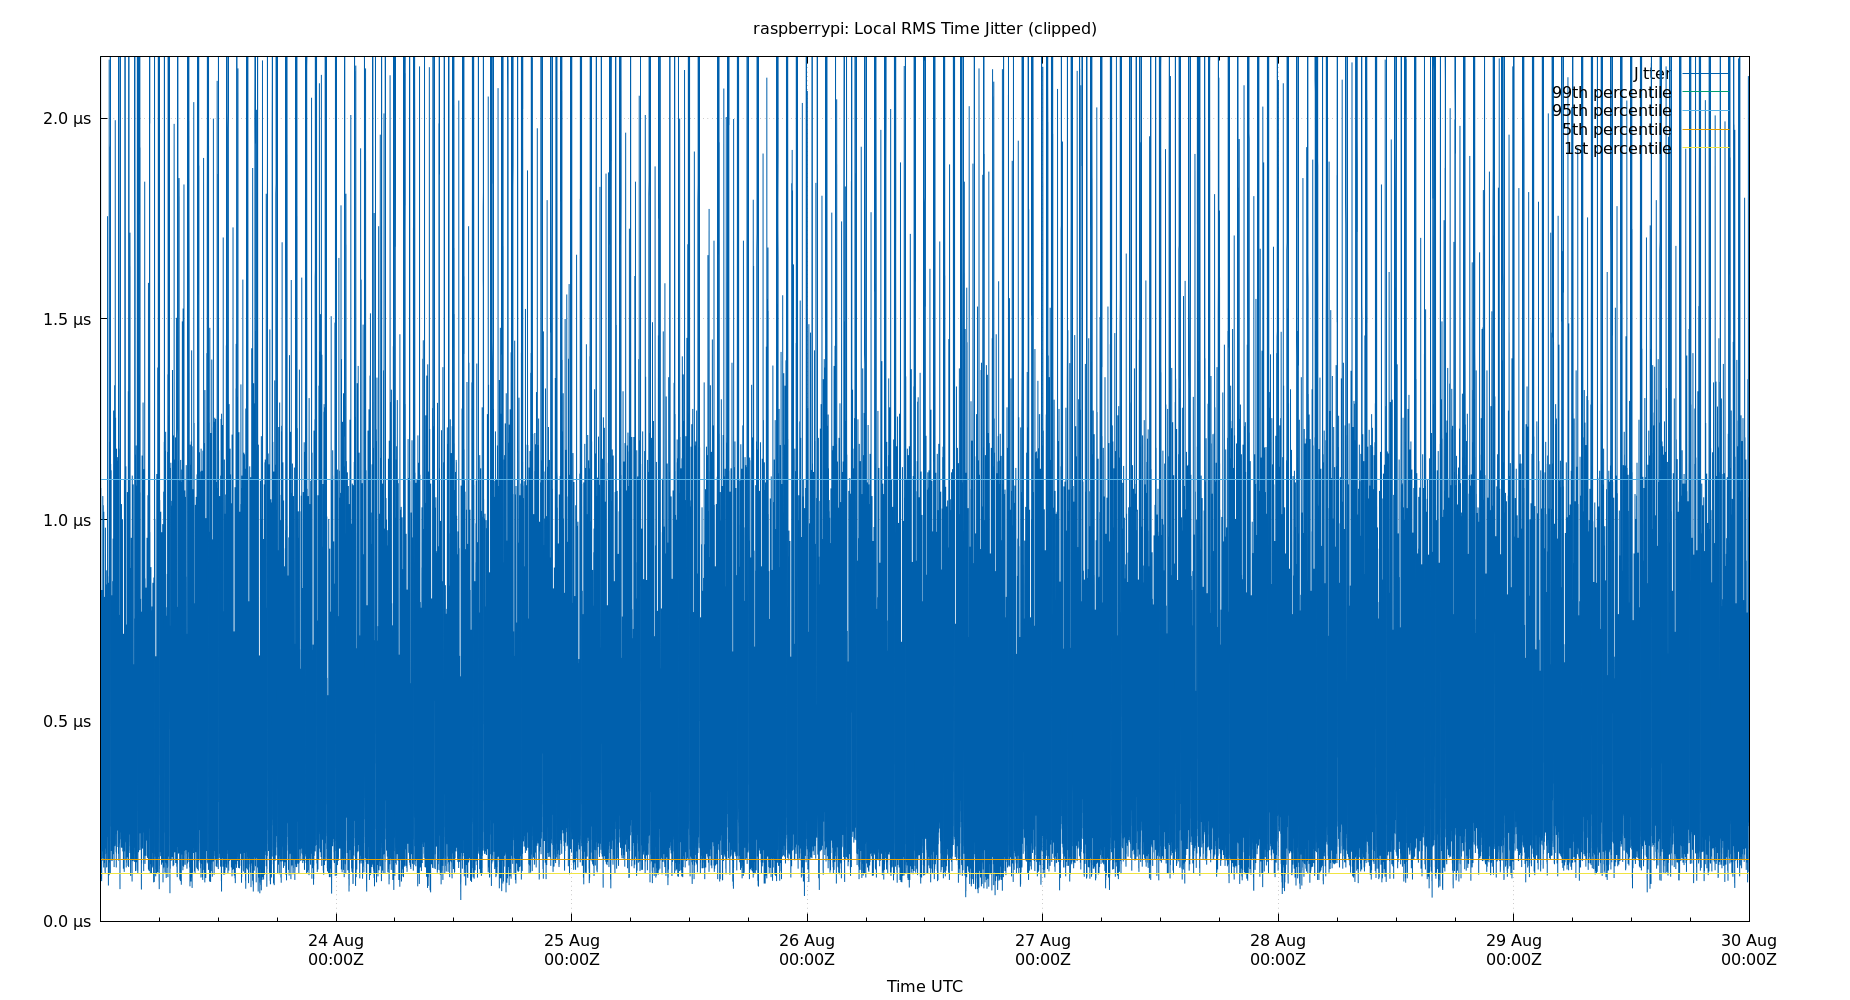 raspberrypi: Local RMS Time Jitter (clipped)
Jitter
99th percentile
95th percentile
5th percentile
1st percentile
2.0 µs
1.5 µs
1.0 µs
0.5 µs
0.0 µs
24 Aug 25 Aug 26 Aug 27 Aug 28 Aug 29 Aug 30 Aug
00:00Z 00:00Z 00:00Z 00:00Z 00:00Z 00:00Z 00:00Z
Time UTC